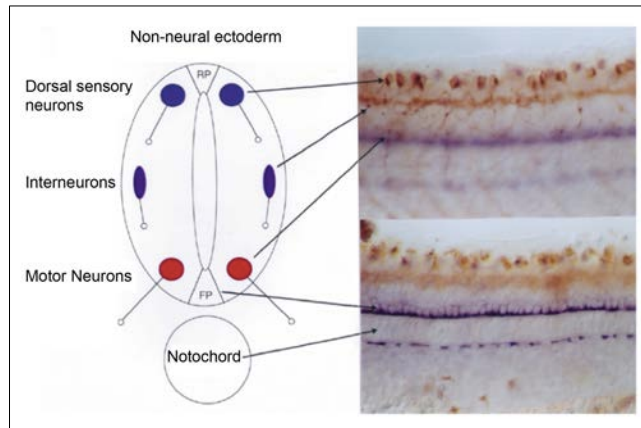 Non-neural ectoderm
RP
Dorsal sensory
neurons
Interneurons
Motor Neurons
FP
Notochord